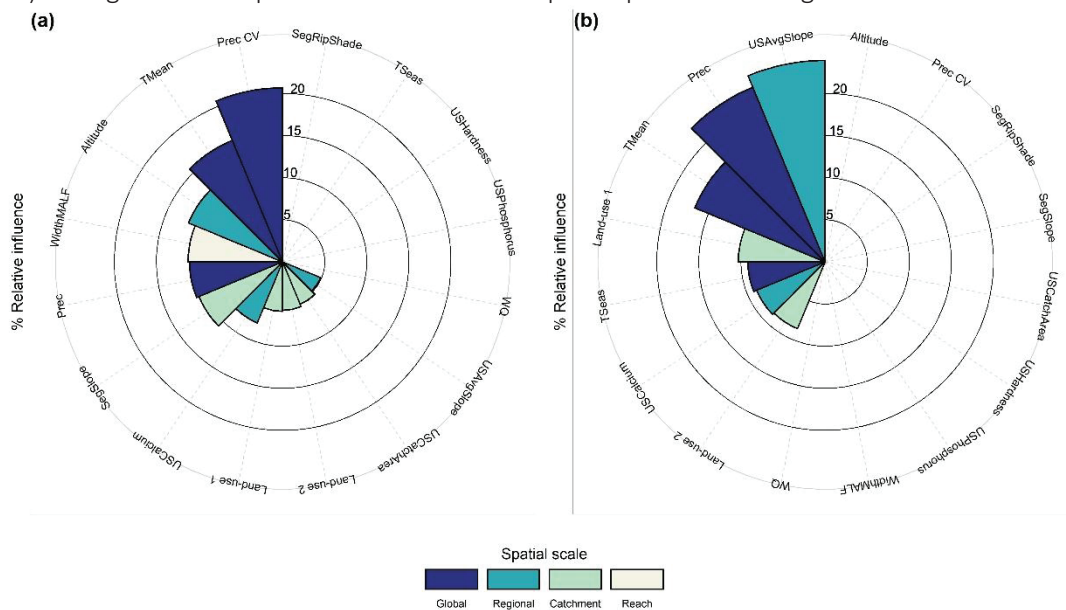 (a)
Prec CV
SegRipShade
TSeas
USHardness
USPhosphorus
WQ
USAvgSlope
USCatchArea
Land-use 2
Land-use 1
USCalcium
SegSlope
Prec
WidthMALF
Altitude
TMean
20
15
10
5
% Relative influence
(b)
USAvgSlope
Altitude
Prec CV
SegRipShade
SegSlope
USCatchArea
USHardness
USPhosphorus
WidthMALF
WQ
Land-use 2
USCalcium
TSeas
Land-use 1
TMean
Prec
20
15
10
5
% Relative influence
Spatial scale
Global Regional Catchment Reach